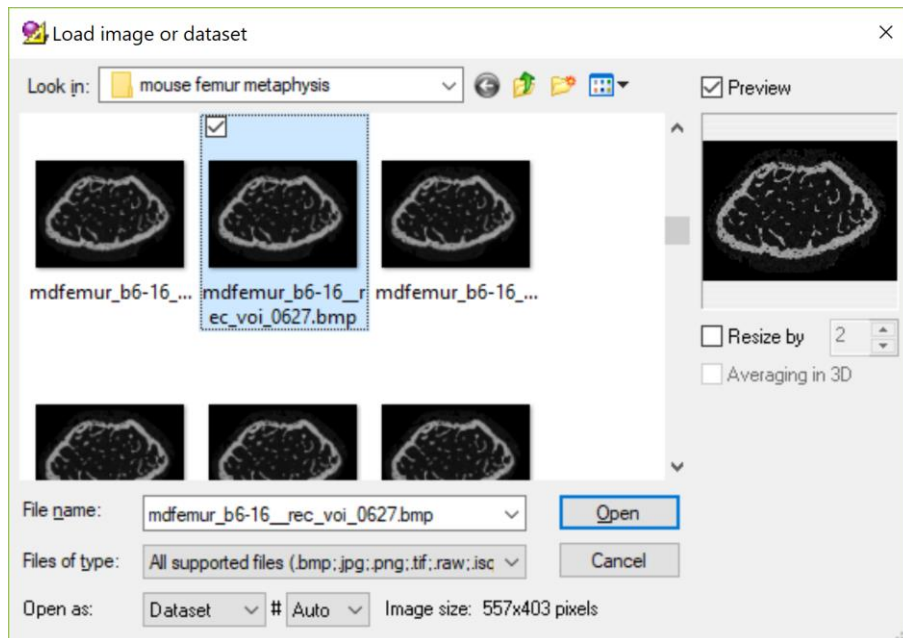 Load image or dataset
Look in: mouse femur metaphysis
Preview
mdfemur_b6-16_... mdfemur_b6-16__r mdfemur_b6-16_...
ec_voi_0627.bmp
Resize by 2
Averaging in 3D
File name: mdfemur_b6-16__rec_voi_0627.bmp Open
Files of type: All supported files (.bmp;.jpg;.png;.tif;.raw;.isq Cancel
Open as: Dataset # Auto Image size: 557x403 pixels